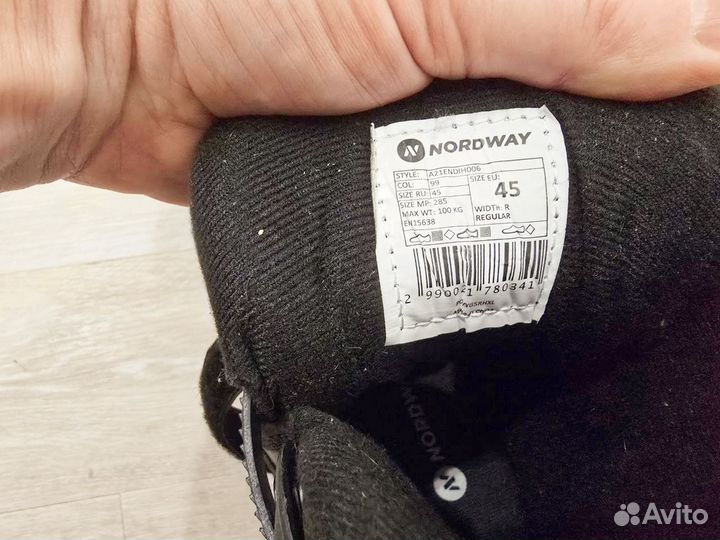 NORDWAY
STYLE: A21ENDIH006
COL: 99
SIZE RU: 45
SIZE MP: 285
MAX WT: 100 KG
EN15638
SIZE EU:
45
WIDTH: R
REGULAR
2 990021 780341
NORDWAY
Avito